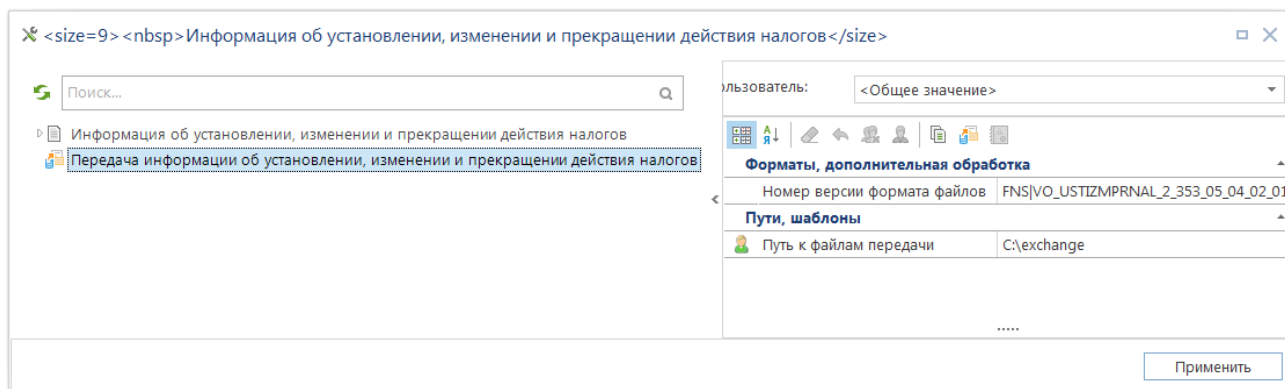 <size=9><nbsp>Информация об установлении, изменении и прекращении действия налогов</size>
Поиск...
Информация об установлении, изменении и прекращении действия налогов
Передача информации об установлении, изменении и прекращении действия налогов
ользователь: <Общее значение>
Форматы, дополнительная обработка
Номер версии формата файлов FNS|VO_USTIZMPRNAL_2_353_05_04_02_01
Пути, шаблоны
Путь к файлам передачи C:\exchange
.....
Применить